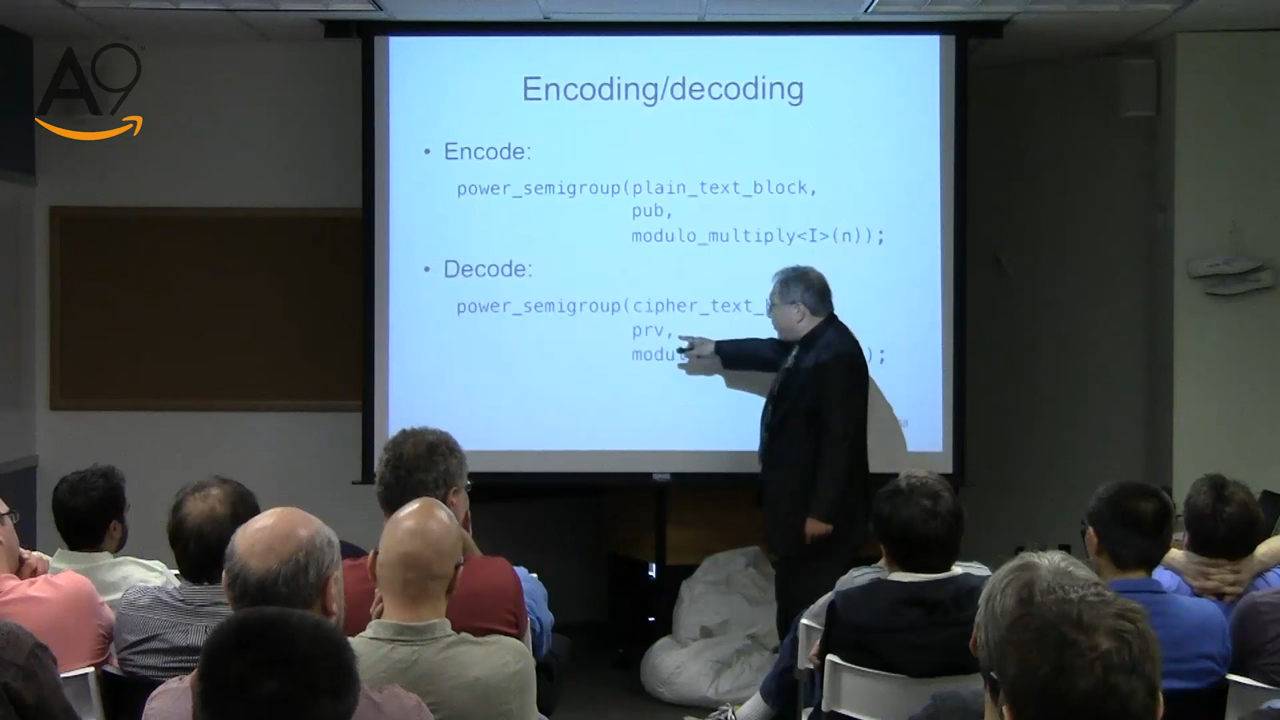 A9
Encoding/decoding
• Encode:
power_semigroup(plain_text_block,
pub,
modulo_multiply<I>(n));
• Decode:
power_semigroup(cipher_text_
prv,
modu );